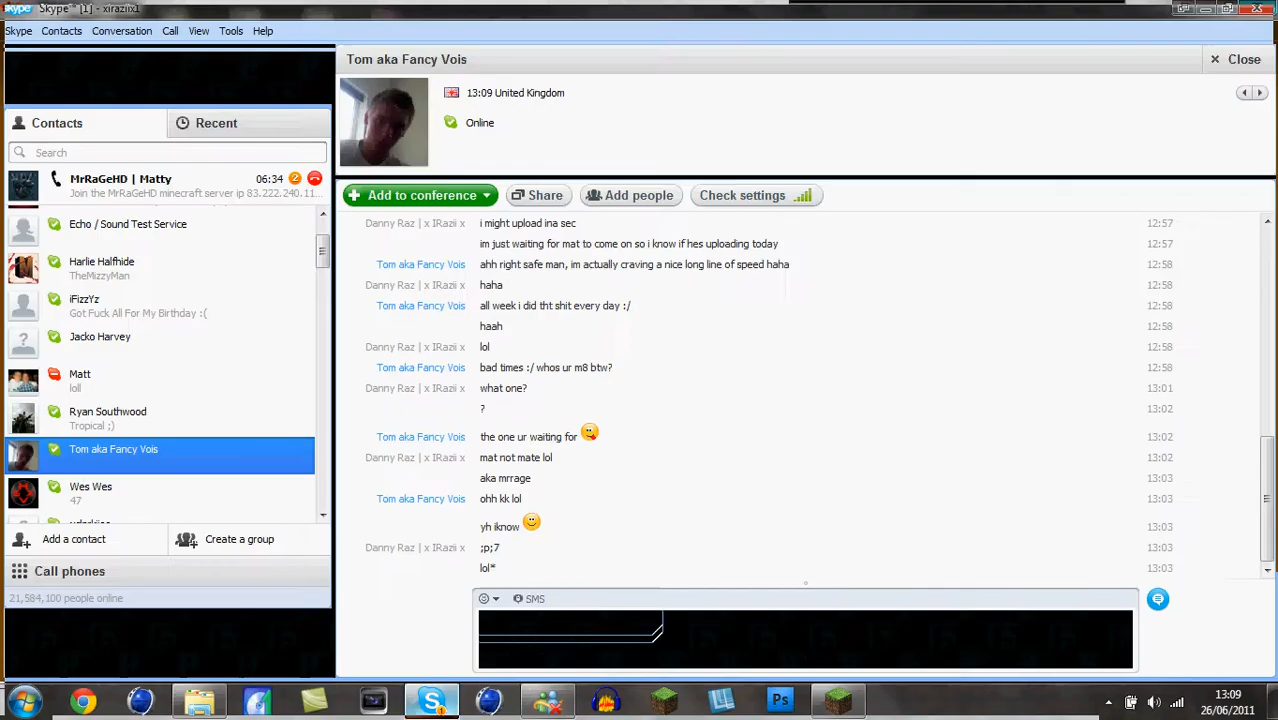 Skype™ [1] - xiraziix1
Skype Contacts Conversation Call View Tools Help
Tom aka Fancy Vois
Close
13:09 United Kingdom
Online
Contacts
Recent
Search
MrRaGeHD | Matty 06:34 2
Join the MrRaGeHD minecraft server ip 83.222.240.11...
Add to conference
Share
Add people
Check settings
Echo / Sound Test Service
Harlie Halfhide
TheMizzyMan
iFizzYz
Got Fuck All For My Birthday :(
Jacko Harvey
Matt
loll
Ryan Southwood
Tropical ;)
Tom aka Fancy Vois
Wes Wes
47
Add a contact
Create a group
Call phones
21,584,100 people online
Danny Raz | x IRazii x i might upload ina sec 12:57
im just waiting for mat to come on so i know if hes uploading today 12:57
Tom aka Fancy Vois ahh right safe man, im actually craving a nice long line of speed haha 12:58
Danny Raz | x IRazii x haha 12:58
Tom aka Fancy Vois all week i did tht shit every day :/ 12:58
haah 12:58
Danny Raz | x IRazii x lol 12:58
Tom aka Fancy Vois bad times :/ whos ur m8 btw? 12:58
Danny Raz | x IRazii x what one? 13:01
? 13:02
Tom aka Fancy Vois the one ur waiting for 13:02
Danny Raz | x IRazii x mat not mate lol 13:02
aka mrrage 13:03
Tom aka Fancy Vois ohh kk lol 13:03
yh iknow 13:03
Danny Raz | x IRazii x ;p;7 13:03
lol* 13:03
SMS
Ps
13:09
26/06/2011